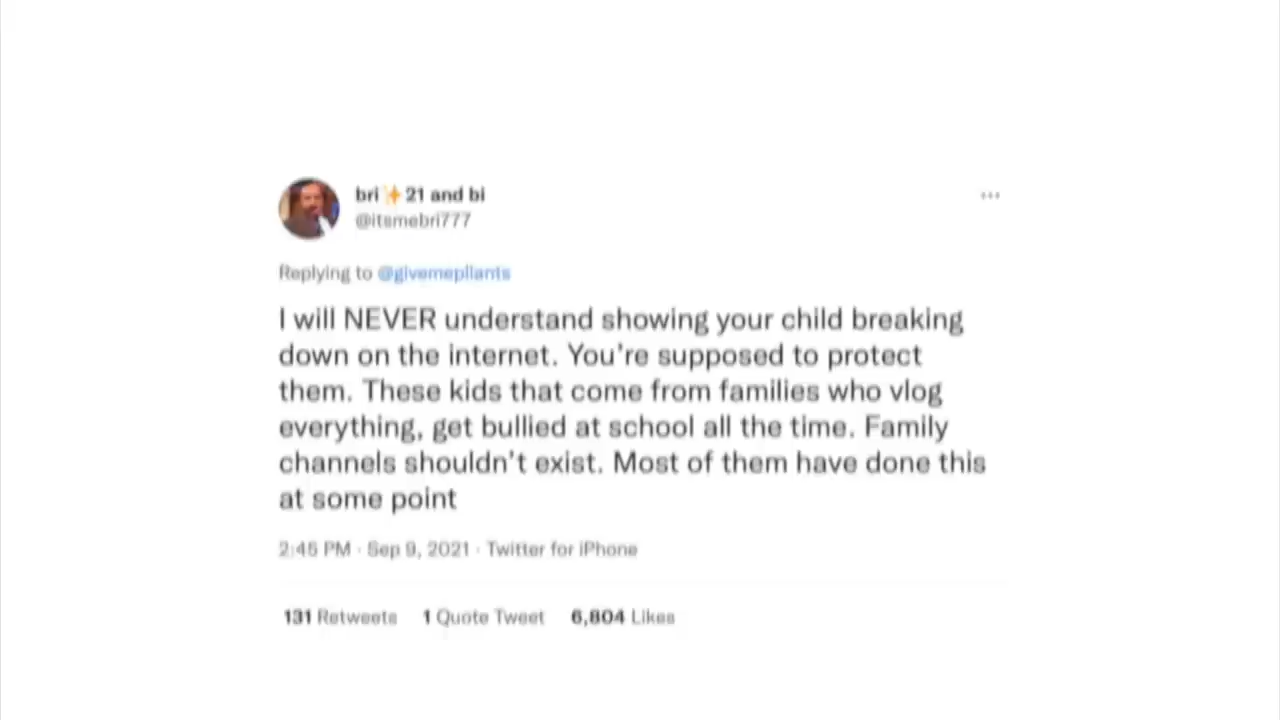 bri✨21 and bi
@itsmebri777
Replying to @givemepllants
I will NEVER understand showing your child breaking
down on the internet. You're supposed to protect
them. These kids that come from families who vlog
everything, get bullied at school all the time. Family
channels shouldn't exist. Most of them have done this
at some point
2:45 PM · Sep 9, 2021 · Twitter for iPhone
131 Retweets 1 Quote Tweet 6,804 Likes